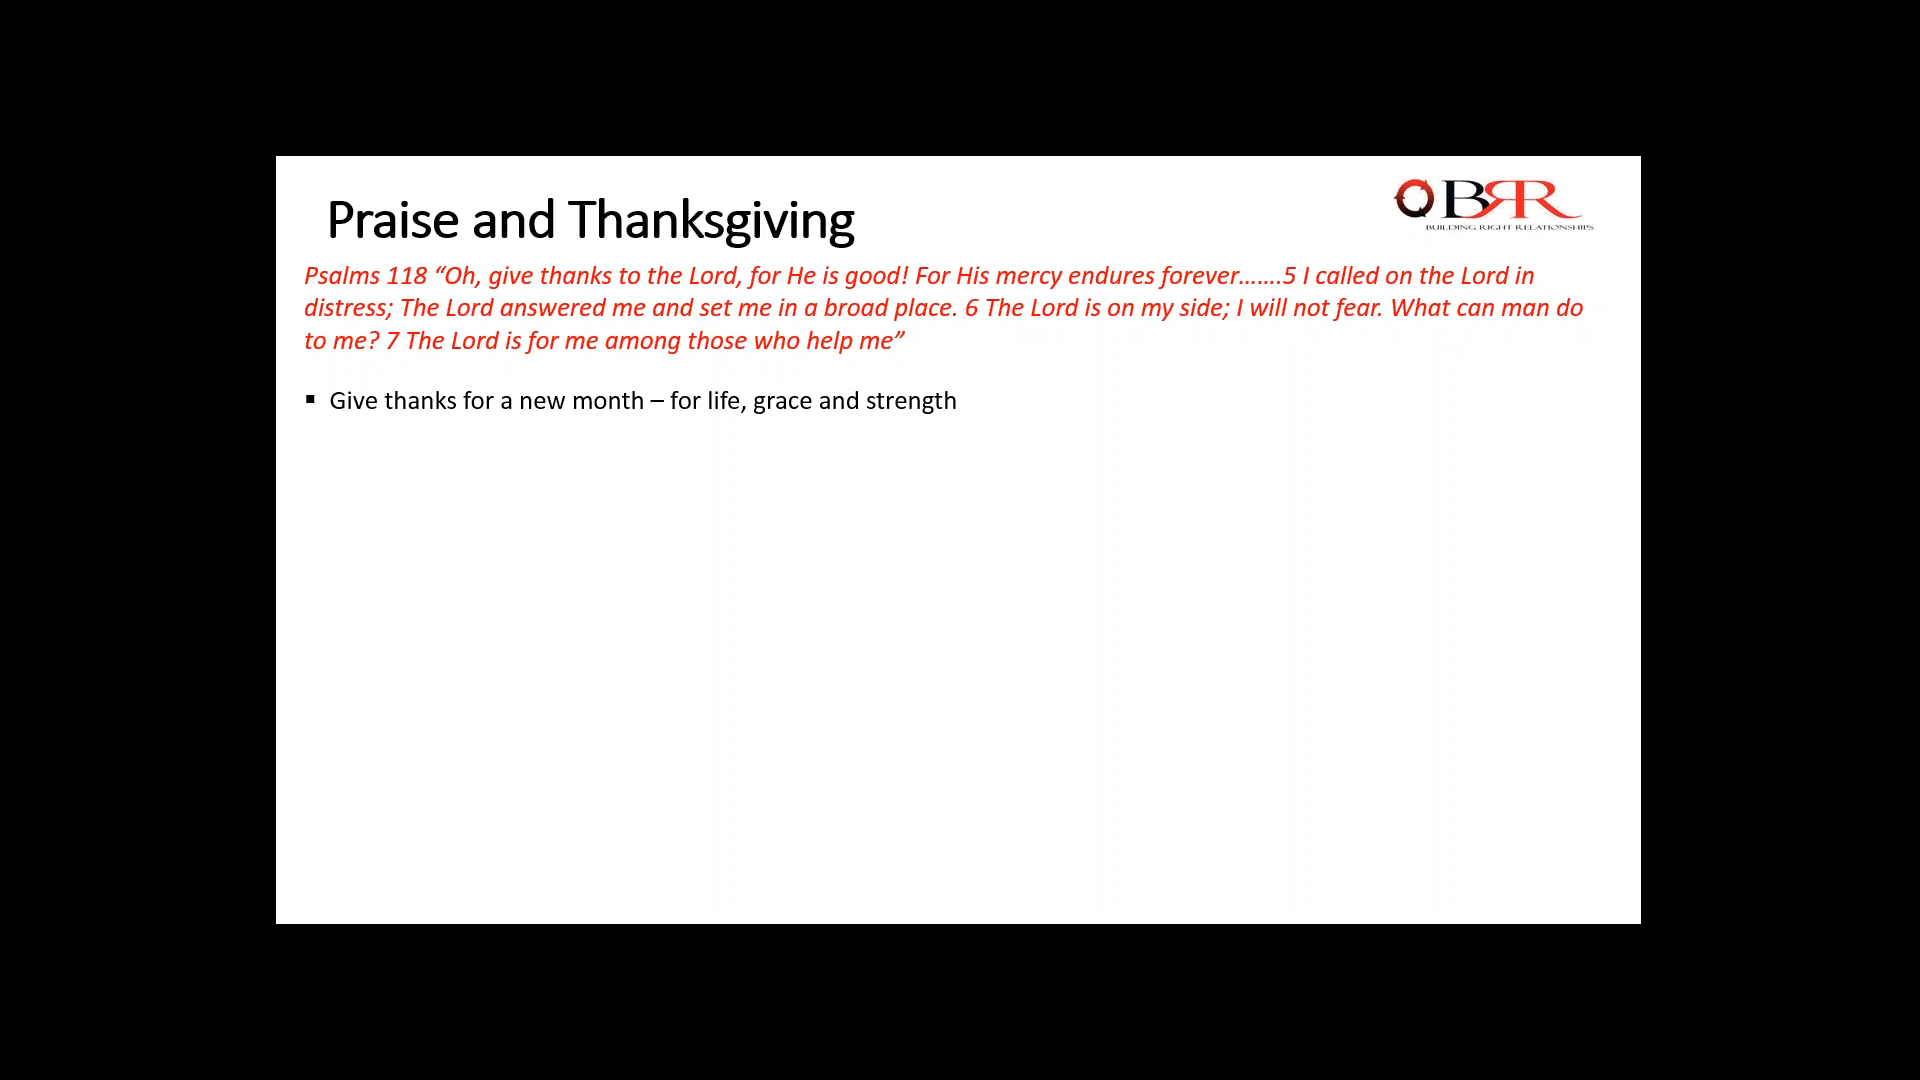 BRR
BUILDING RIGHT RELATIONSHIPS
Praise and Thanksgiving
Psalms 118 “Oh, give thanks to the Lord, for He is good! For His mercy endures forever.......5 I called on the Lord in
distress; The Lord answered me and set me in a broad place. 6 The Lord is on my side; I will not fear. What can man do
to me? 7 The Lord is for me among those who help me”
▪ Give thanks for a new month – for life, grace and strength